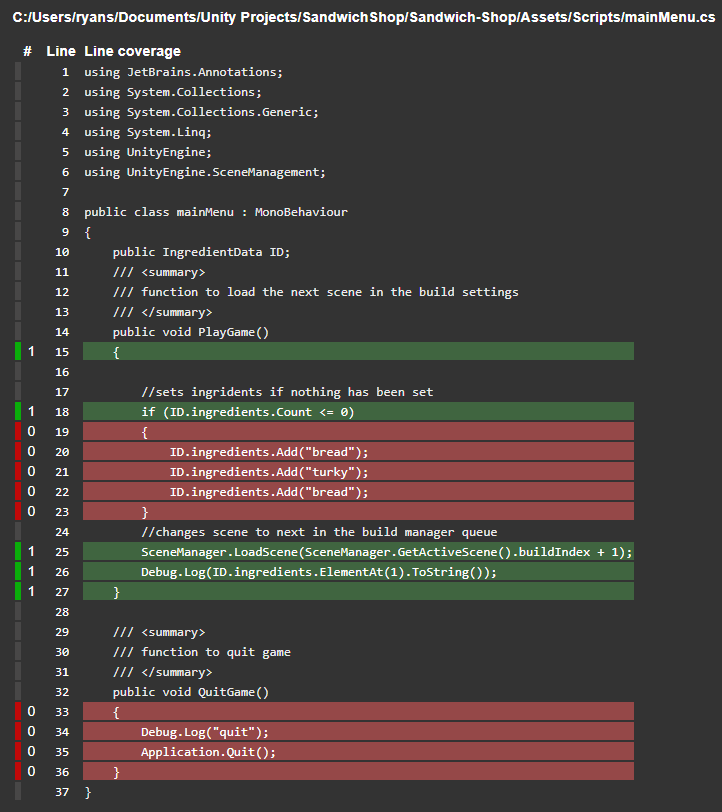 C:/Users/ryans/Documents/Unity Projects/SandwichShop/Sandwich-Shop/Assets/Scripts/mainMenu.cs
# Line Line coverage
1 using JetBrains.Annotations;
2 using System.Collections;
3 using System.Collections.Generic;
4 using System.Linq;
5 using UnityEngine;
6 using UnityEngine.SceneManagement;
7
8 public class mainMenu : MonoBehaviour
9 {
10 public IngredientData ID;
11 /// <summary>
12 /// function to load the next scene in the build settings
13 /// </summary>
14 public void PlayGame()
1 15 {
16
17 //sets ingridents if nothing has been set
1 18 if (ID.ingredients.Count <= 0)
0 19 {
0 20 ID.ingredients.Add("bread");
0 21 ID.ingredients.Add("turky");
0 22 ID.ingredients.Add("bread");
0 23 }
24 //changes scene to next in the build manager queue
1 25 SceneManager.LoadScene(SceneManager.GetActiveScene().buildIndex + 1);
1 26 Debug.Log(ID.ingredients.ElementAt(1).ToString());
1 27 }
28
29 /// <summary>
30 /// function to quit game
31 /// </summary>
32 public void QuitGame()
0 33 {
0 34 Debug.Log("quit");
0 35 Application.Quit();
0 36 }
37 }